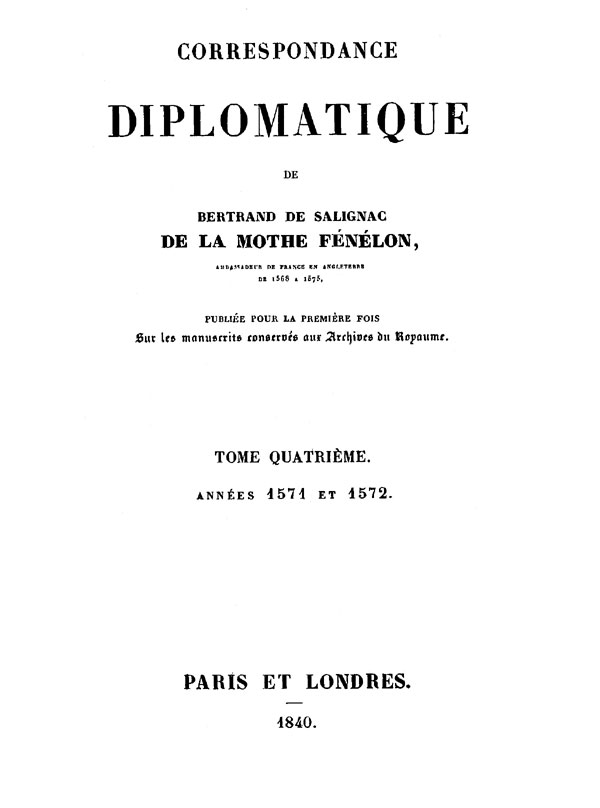 CORRESPONDANCE
DIPLOMATIQUE
DE
BERTRAND DE SALIGNAC
DE LA MOTHE FÉNÉLON,
AMBASSADEUR DE FRANCE EN ANGLETERRE
DE 1568 A 1575,
PUBLIÉE POUR LA PREMIÈRE FOIS
Sur les manuscrits conservés aux Archives du Royaume.
TOME QUATRIÈME.
ANNÉES 1571 ET 1572.
PARIS ET LONDRES.
—
1840.